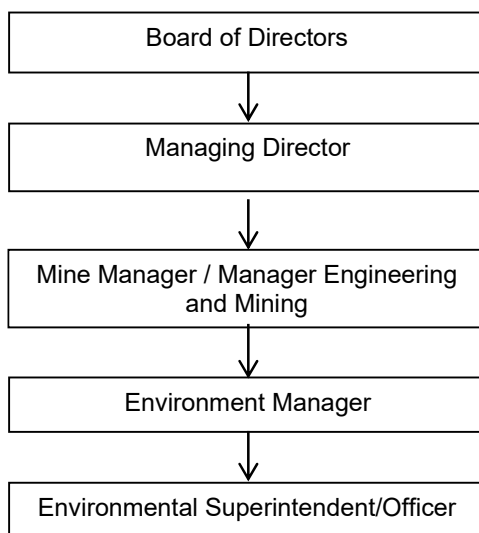 Board of Directors
Managing Director
Mine Manager / Manager Engineering
and Mining
Environment Manager
Environmental Superintendent/Officer